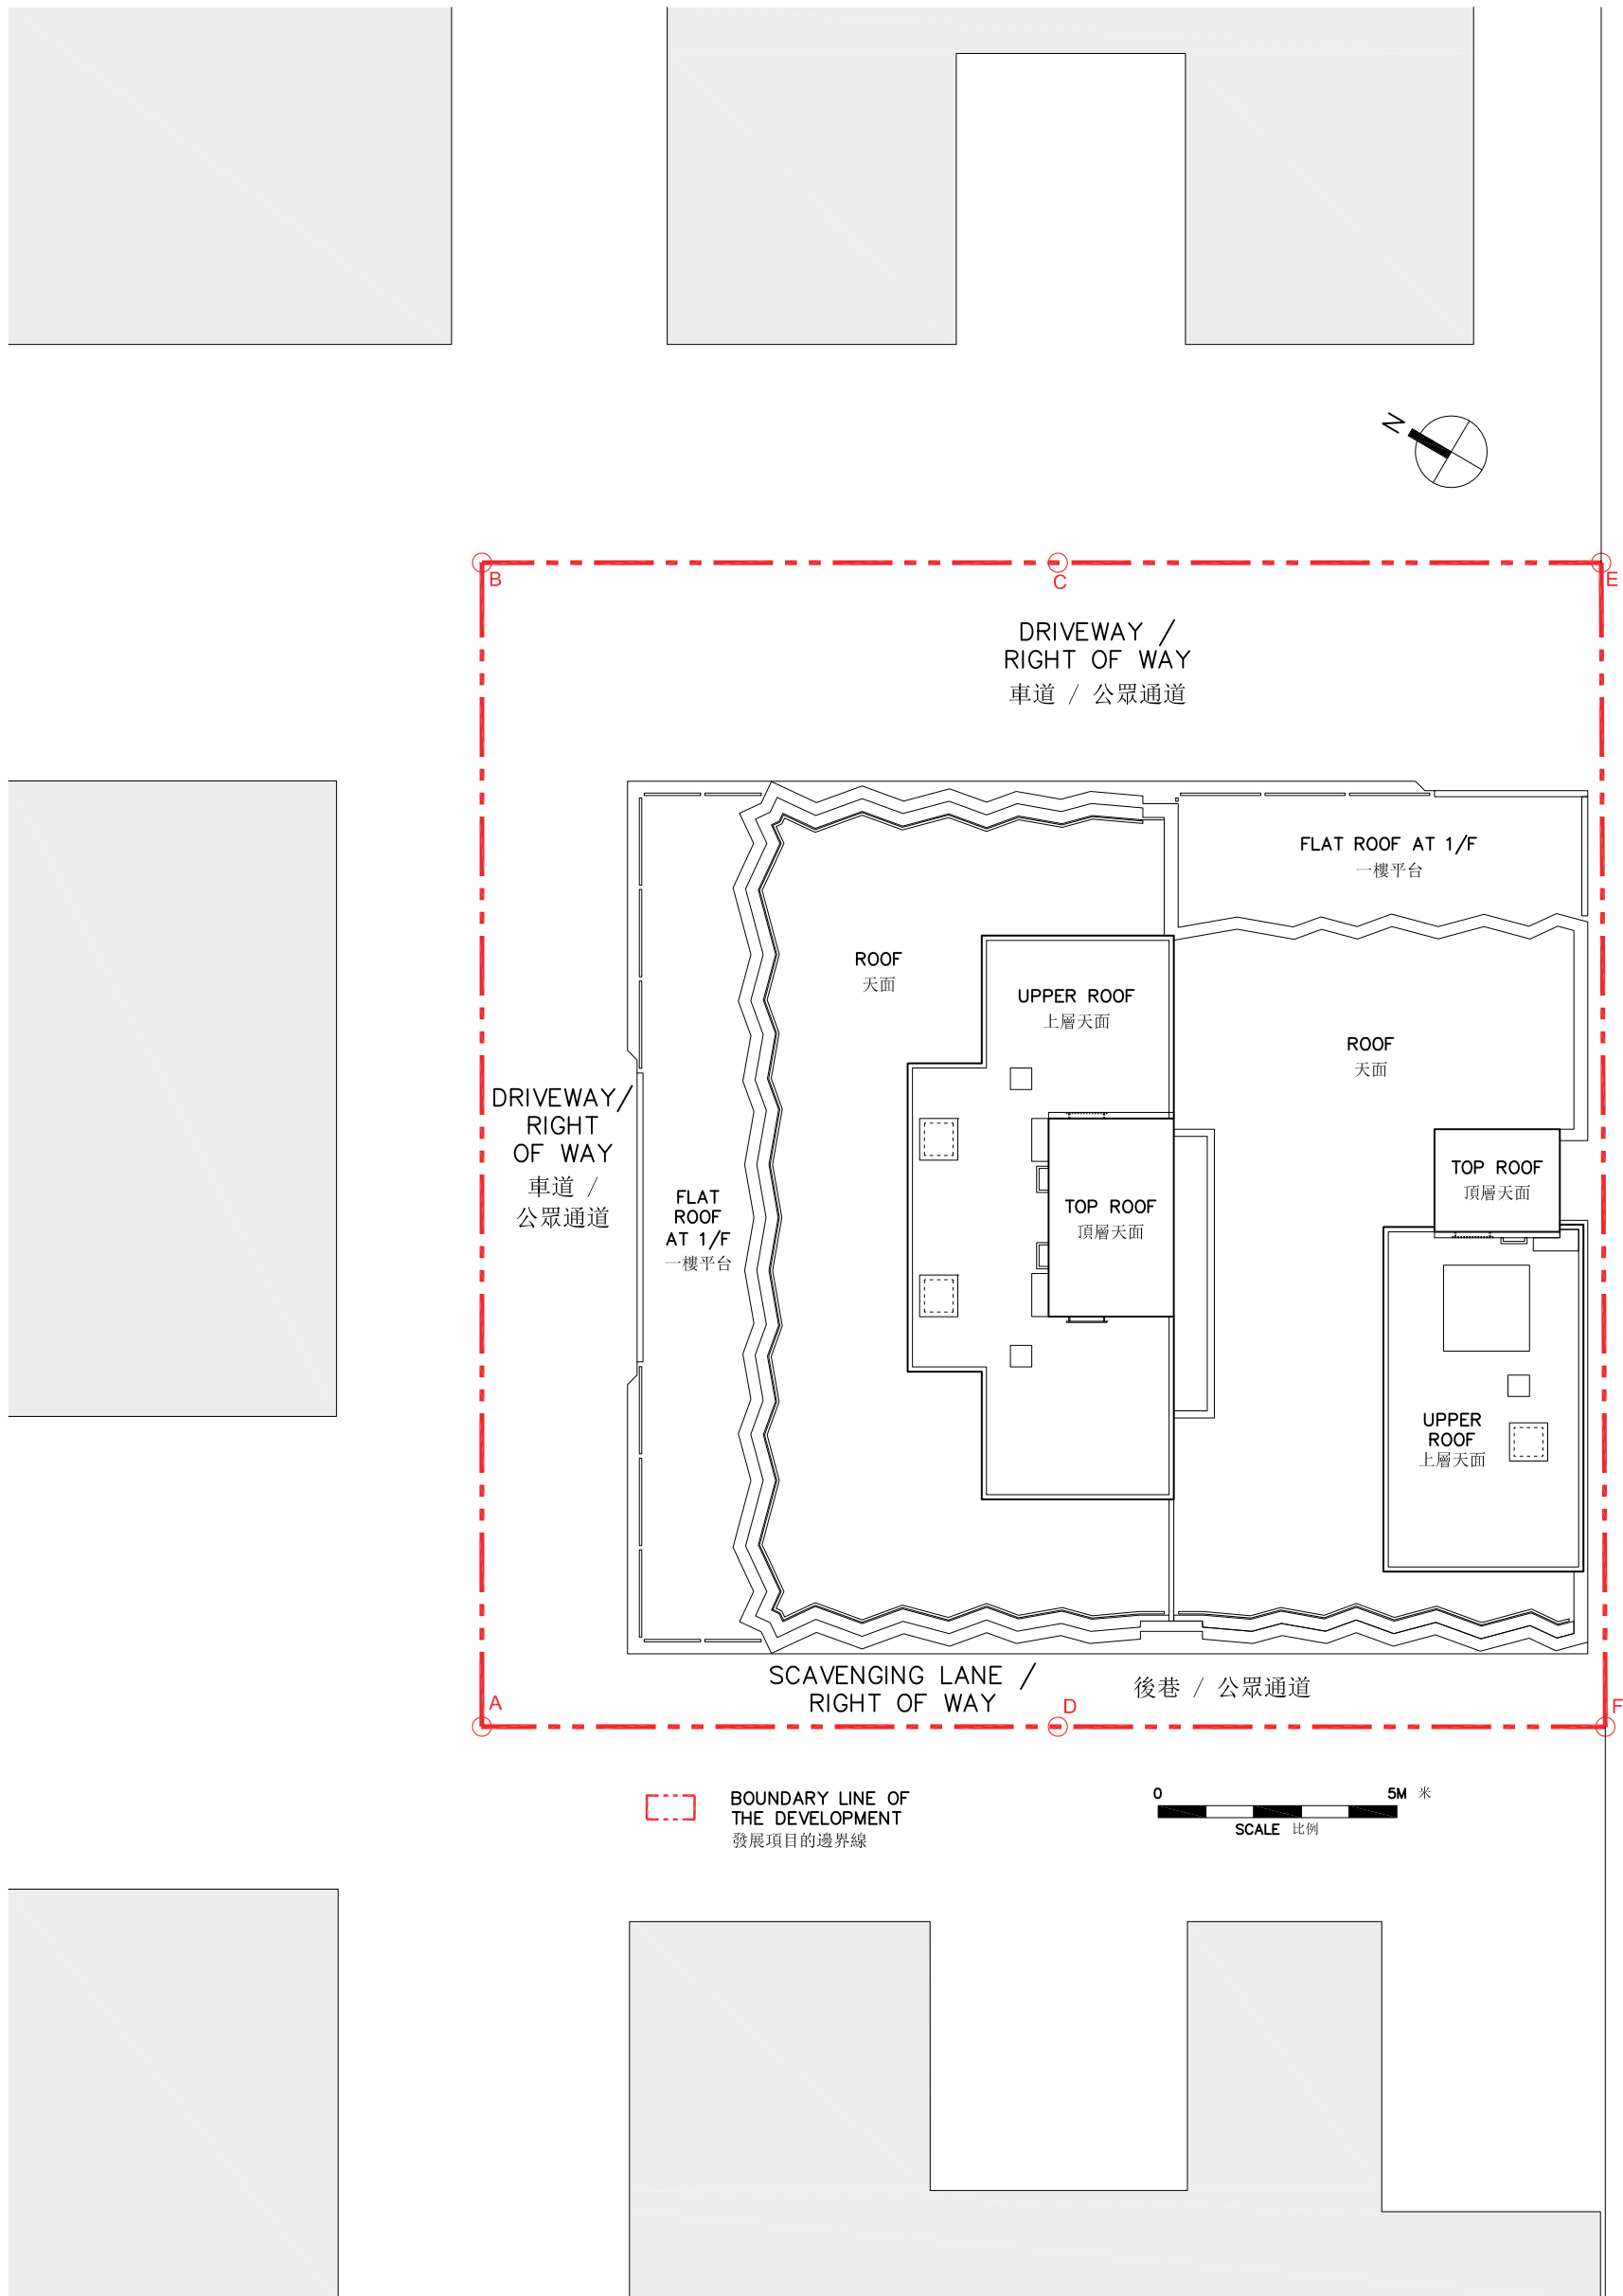 N
B
C
E
DRIVEWAY /
RIGHT OF WAY
車道 / 公眾通道
FLAT ROOF AT 1/F
一樓平台
ROOF
天面
UPPER ROOF
上層天面
ROOF
天面
DRIVEWAY/
RIGHT
OF WAY
車道 /
公眾通道
FLAT
ROOF
AT 1/F
一樓平台
TOP ROOF
頂層天面
TOP ROOF
頂層天面
UPPER
ROOF
上層天面
SCAVENGING LANE /
RIGHT OF WAY
後巷 / 公眾通道
A
D
F
BOUNDARY LINE OF
THE DEVELOPMENT
發展項目的邊界線
0 5M 米
SCALE 比例